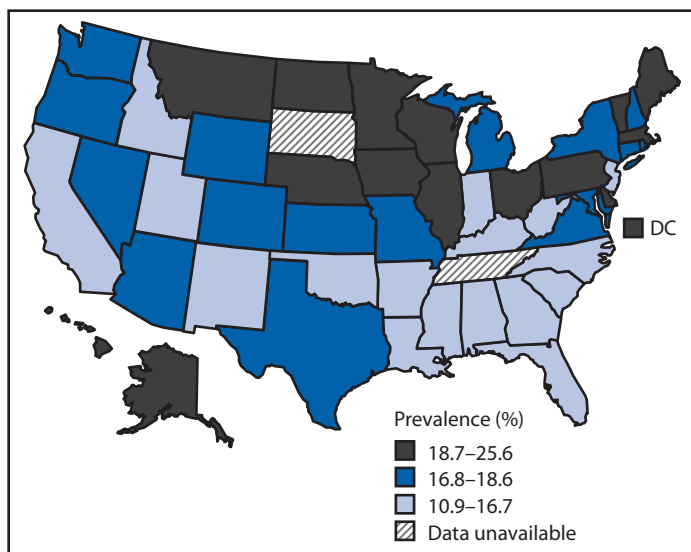 DC
Prevalence (%)
18.7–25.6
16.8–18.6
10.9–16.7
Data unavailable